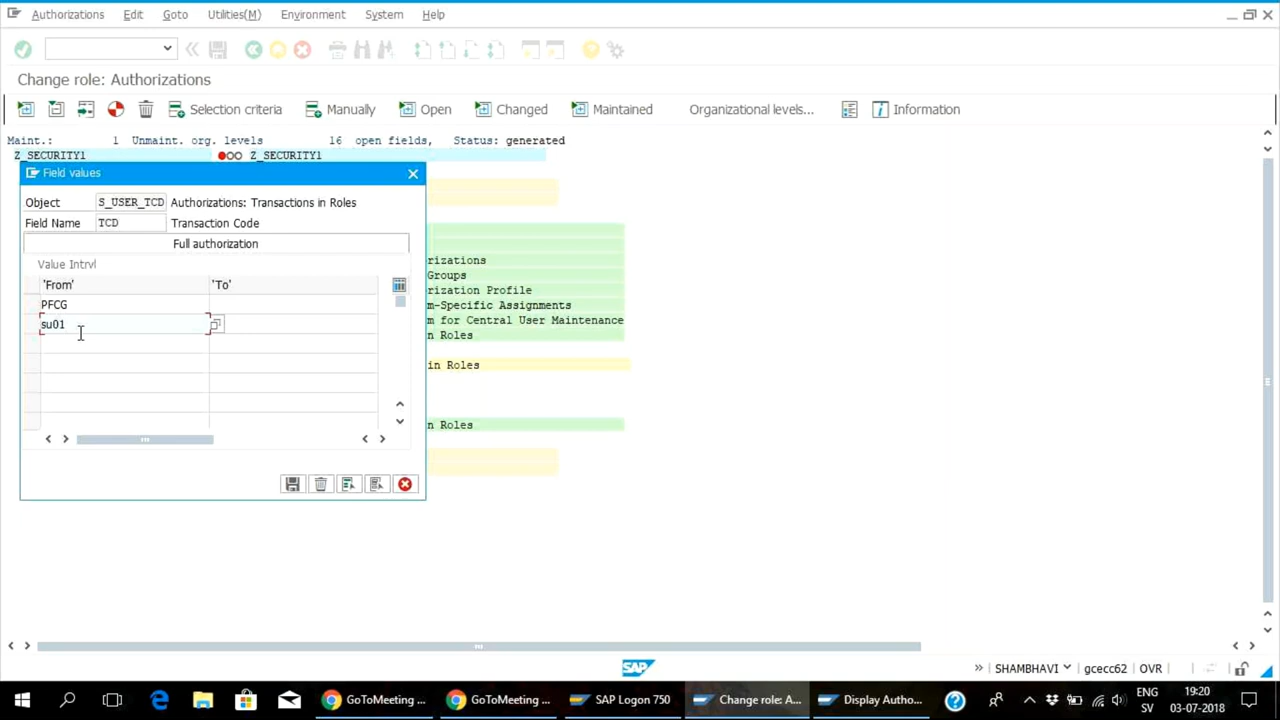 Authorizations Edit Goto Utilities(M) Environment System Help
Change role: Authorizations
Selection criteria Manually Open Changed Maintained Organizational levels... Information
Maint.: 1 Unmaint. org. levels 16 open fields, Status: generated
Z_SECURITY1 Z_SECURITY1
Field values
Object S_USER_TCD Authorizations: Transactions in Roles
Field Name TCD Transaction Code
Full authorization
Value Intrvl
'From' 'To'
PFCG
su01
rizations
Groups
rization Profile
m-Specific Assignments
m for Central User Maintenance
n Roles
in Roles
n Roles
SAP
SHAMBHAVI gcecc62 OVR
GoToMeeting ... GoToMeeting ... SAP Logon 750 Change role: A... Display Autho...
ENG
SV
19:20
03-07-2018